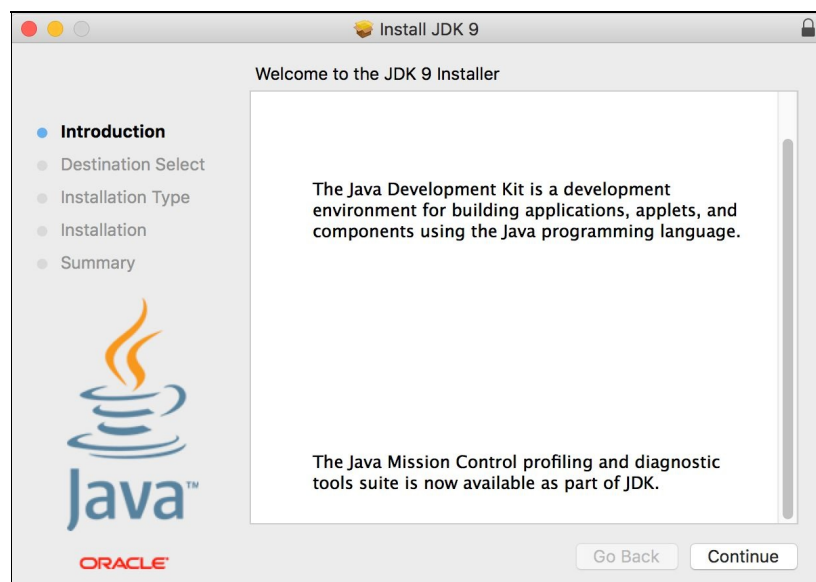 Install JDK 9
Welcome to the JDK 9 Installer
Introduction
Destination Select
Installation Type
Installation
Summary
The Java Development Kit is a development
environment for building applications, applets, and
components using the Java programming language.
The Java Mission Control profiling and diagnostic
tools suite is now available as part of JDK.
Java™
ORACLE®
Go Back
Continue